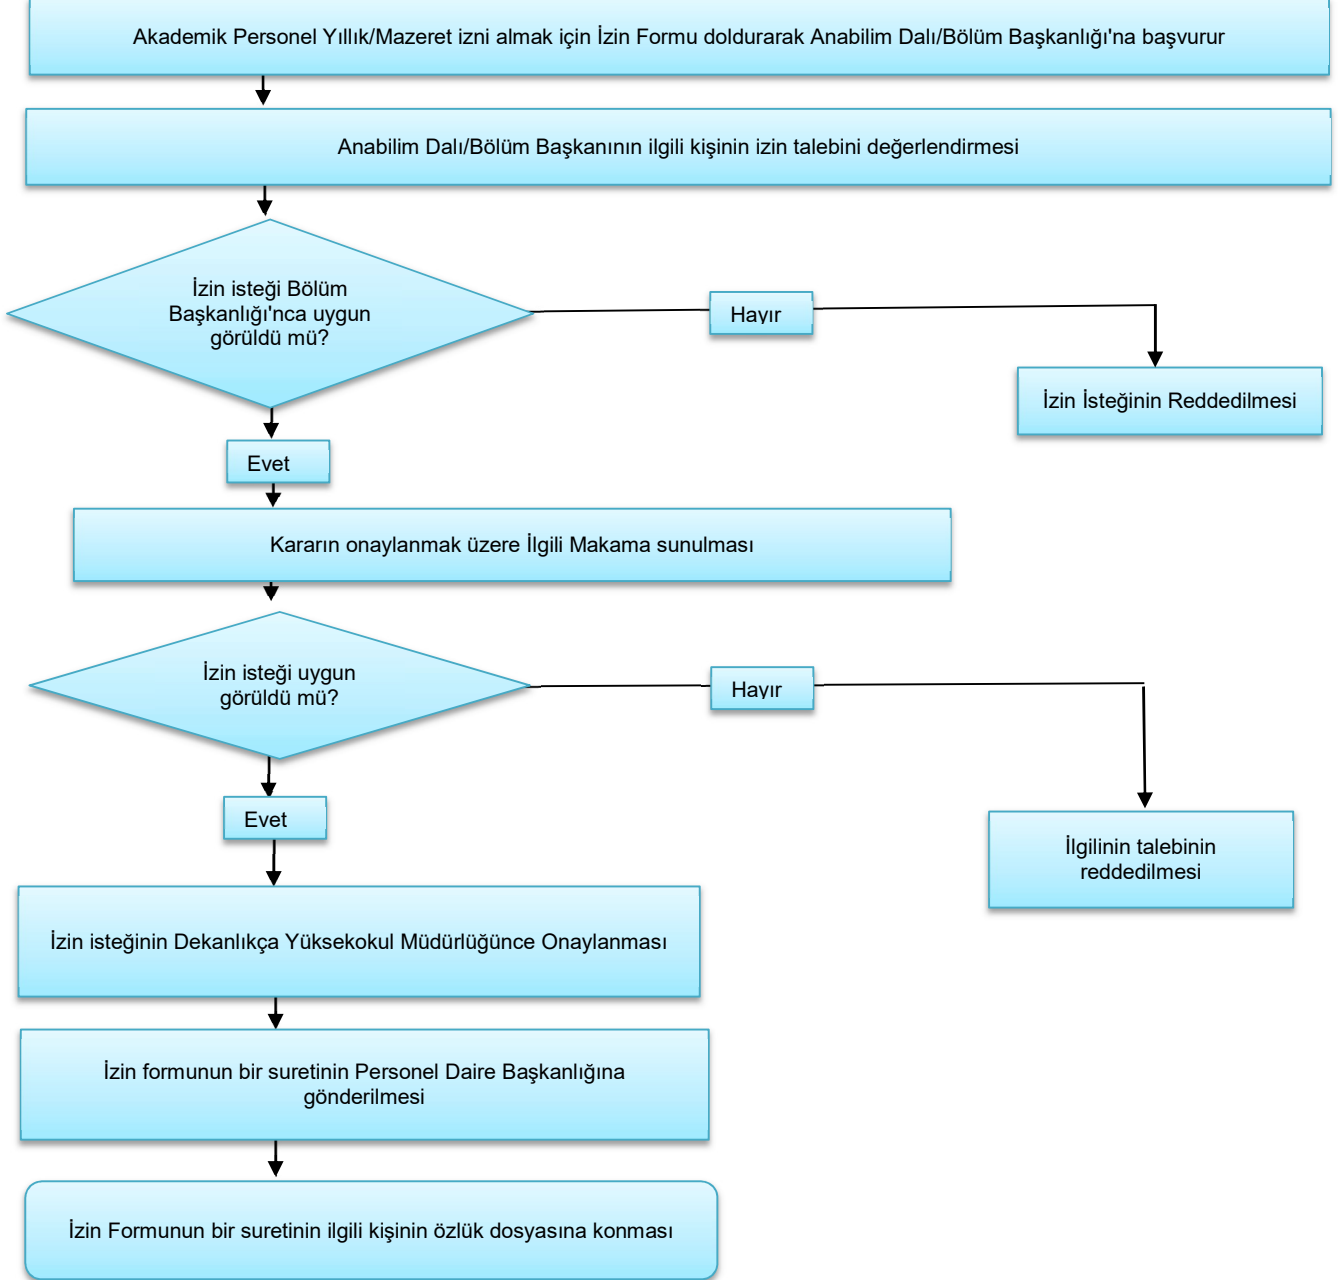 Akademik Personel Yıllık/Mazeret izni almak için İzin Formu doldurarak Anabilim Dalı/Bölüm Başkanlığı'na başvurur
Anabilim Dalı/Bölüm Başkanının ilgili kişinin izin talebini değerlendirmesi
İzin isteği Bölüm
Başkanlığı'nca uygun
görüldü mü?
Hayır
İzin İsteğinin Reddedilmesi
Evet
Kararın onaylanmak üzere İlgili Makama sunulması
İzin isteği uygun
görüldü mü?
Hayır
Evet
İlgilinin talebinin
reddedilmesi
İzin isteğinin Dekanlıkça Yüksekokul Müdürlüğünce Onaylanması
İzin formunun bir suretinin Personel Daire Başkanlığına
gönderilmesi
İzin Formunun bir suretinin ilgili kişinin özlük dosyasına konması